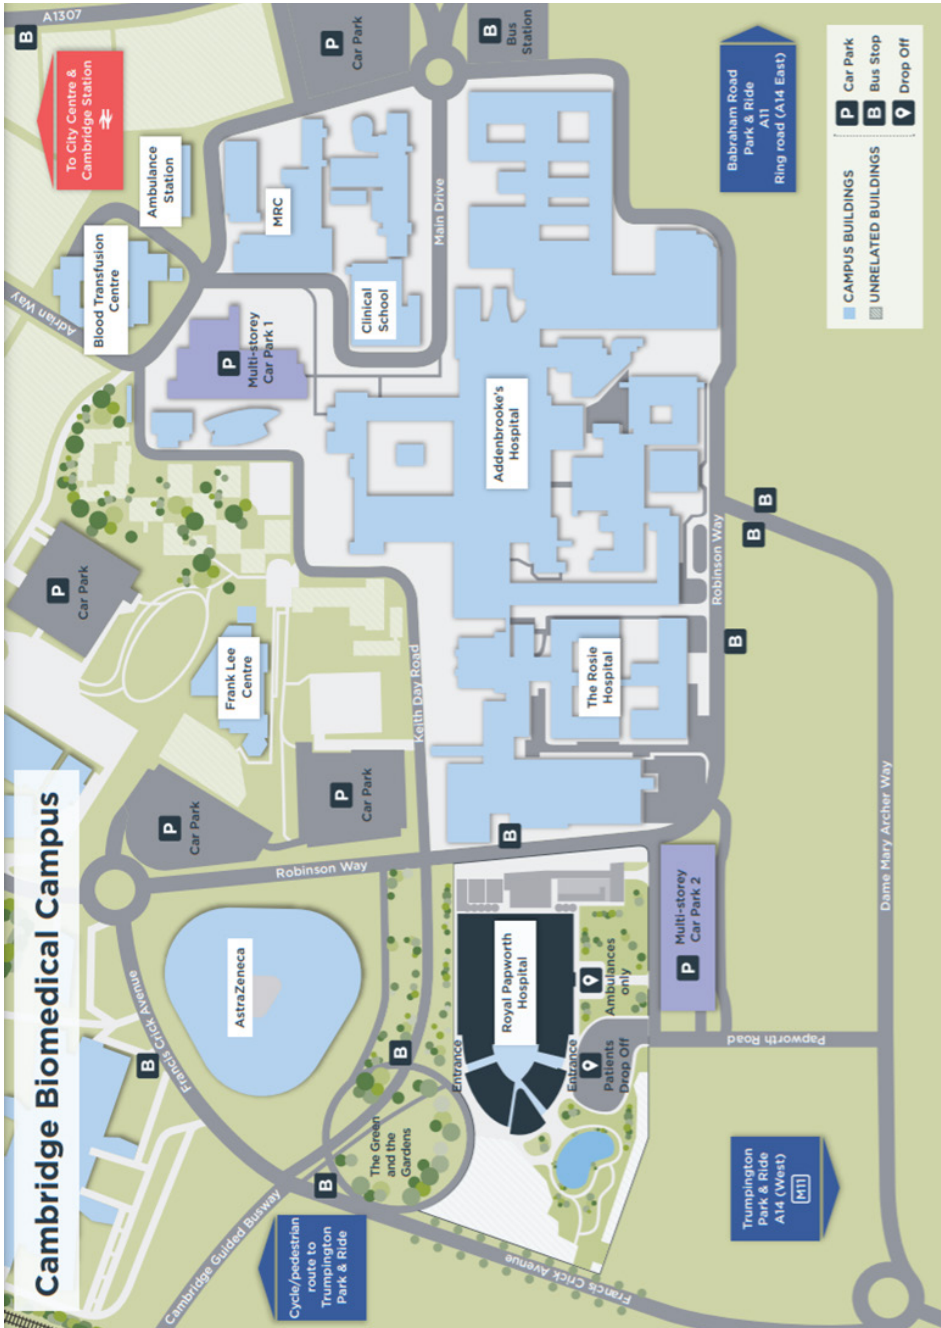 Cambridge Biomedical Campus
A1307
B
To City Centre &
Cambridge Station
Ambulance
Station
Blood Transfusion
Centre
Adrian Way
P
Car Park
B
Bus
Station
MRC
Clinical
School
Main Drive
P
Multi-storey
Car Park 1
Babraham Road
Park & Ride
A11
Ring road (A14 East)
P Car Park
B Bus Stop
Drop Off
CAMPUS BUILDINGS
UNRELATED BUILDINGS
Addenbrooke's
Hospital
P
Car Park
Frank Lee
Centre
Keith Day Road
The Rosie
Hospital
Robinson Way
B
B
B
P
Car Park
P
Car Park
Robinson Way
B
AstraZeneca
Francis Crick Avenue
B
B
The Green
and the
Gardens
B
Cambridge Guided Busway
Cycle/pedestrian
route to
Trumpington
Park & Ride
Royal Papworth
Hospital
Entrance
Entrance
Ambulances
only
Patients
Drop Off
Multi-storey
Car Park 2
P
Papworth Road
Dame Mary Archer Way
Francis Crick Avenue
Trumpington
Park & Ride
A14 (West)
M11